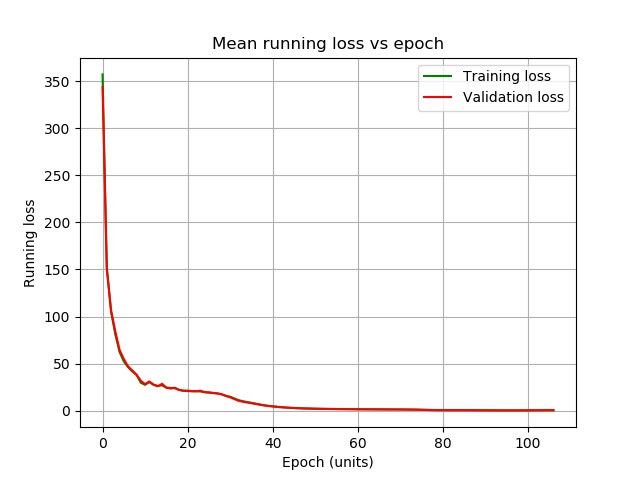 Mean running loss vs epoch
Training loss
Validation loss
350
300
250
200
150
100
50
0
Running loss
0 20 40 60 80 100
Epoch (units)